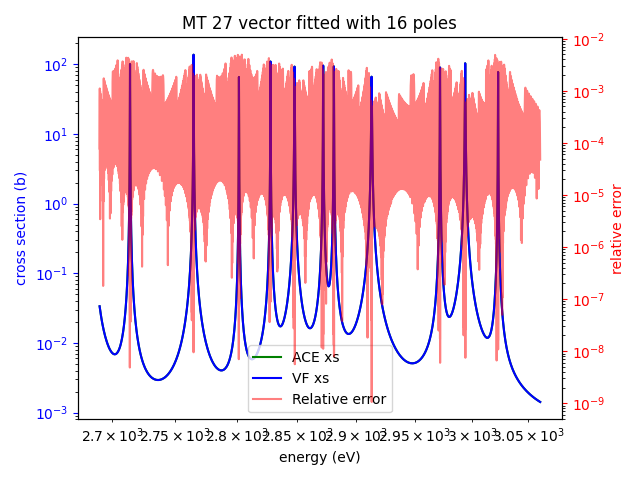 MT 27 vector fitted with 16 poles
cross section (b)
10²
10¹
10⁰
10⁻¹
10⁻²
10⁻³
10⁻²
10⁻³
10⁻⁴
10⁻⁵
10⁻⁶
10⁻⁷
10⁻⁸
10⁻⁹
relative error
ACE xs
VF xs
Relative error
2.7 × 10³ 2.75 × 10³ 2.8 × 10³ 2.85 × 10³ 2.9 × 10³ 2.95 × 10³ 3 × 10³ 3.05 × 10³
energy (eV)